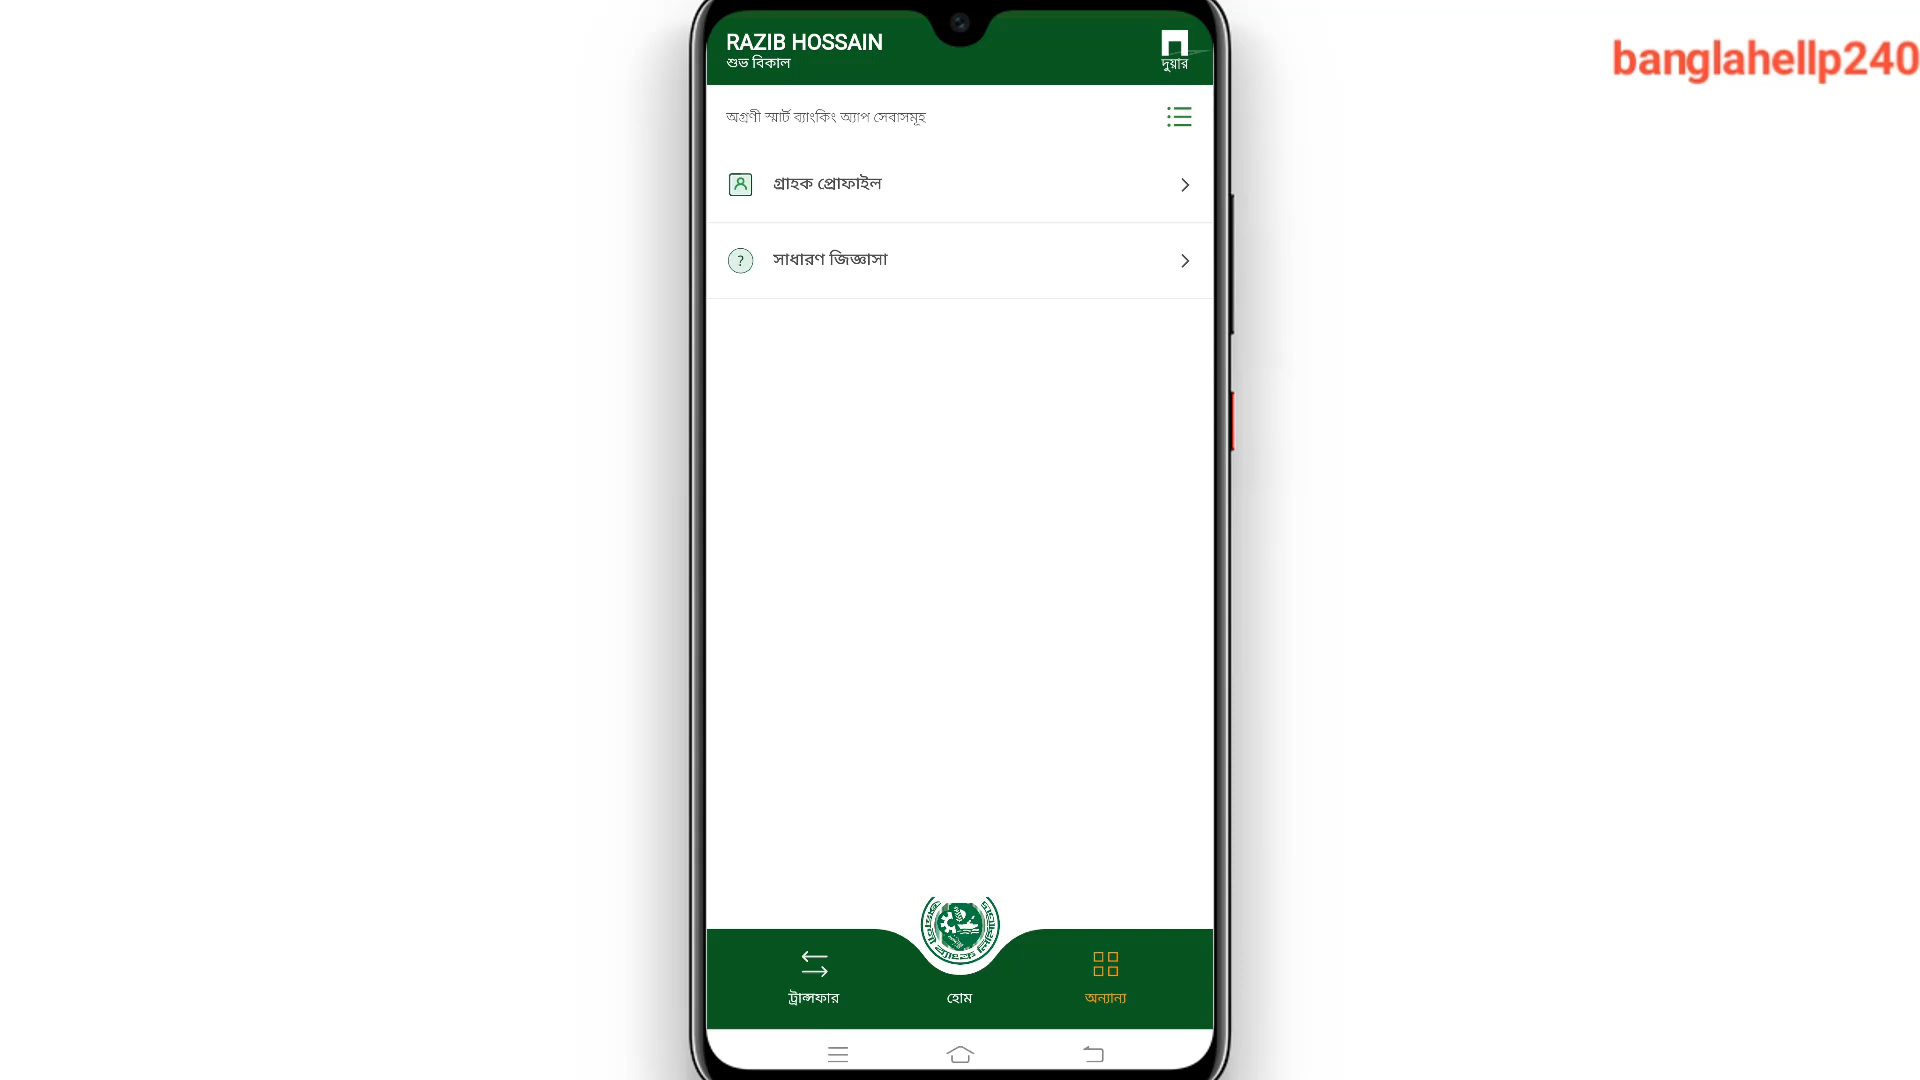 RAZIB HOSSAIN
শুভ বিকাল
দুয়ার
banglahellp240
অগ্রণী স্মার্ট ব্যাংকিং অ্যাপ সেবাসমূহ
গ্রাহক প্রোফাইল
?
সাধারণ জিজ্ঞাসা
ট্রান্সফার
হোম
অন্যান্য